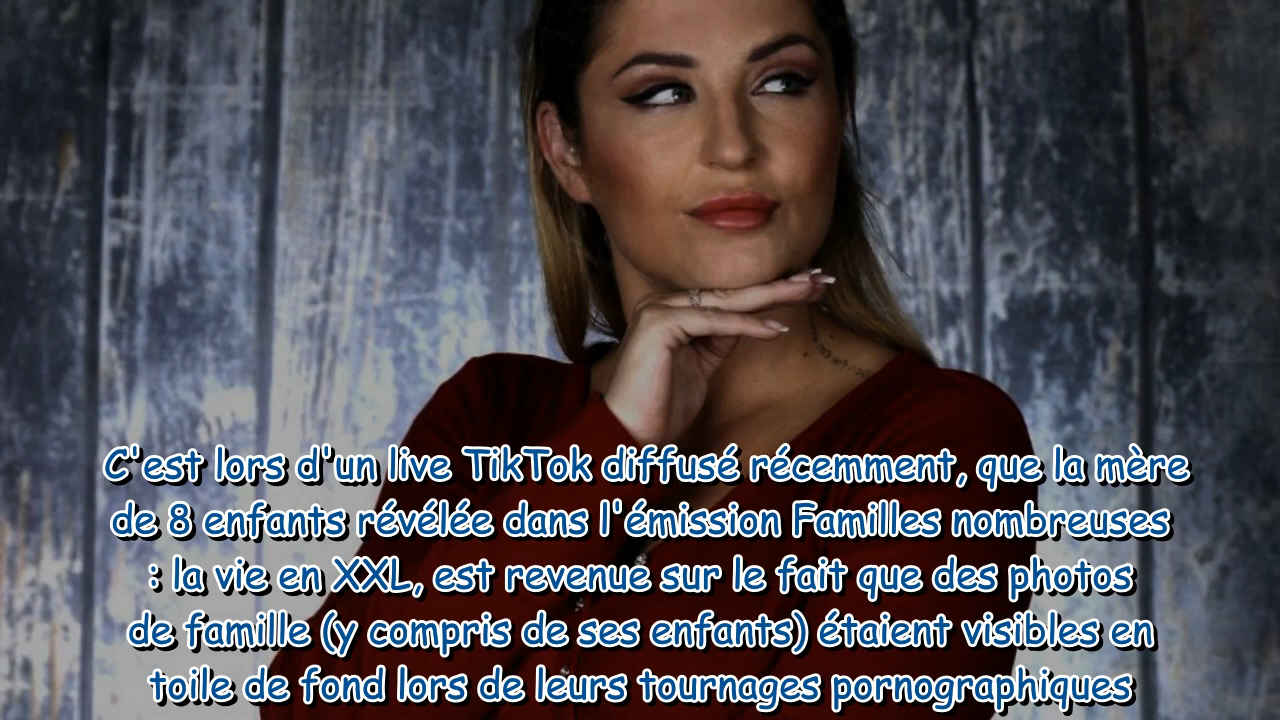 C'est lors d'un live TikTok diffusé récemment, que la mère
de 8 enfants révélée dans l'émission Familles nombreuses
: la vie en XXL, est revenue sur le fait que des photos
de famille (y compris de ses enfants) étaient visibles en
toile de fond lors de leurs tournages pornographiques